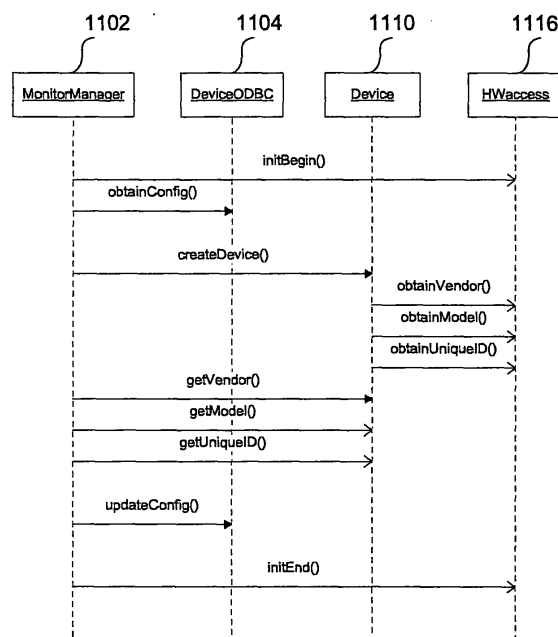 1102 1104 1110 1116
MonitorManager DeviceODBC Device HWaccess
initBegin()
obtainConfig()
createDevice()
obtainVendor()
obtainModel()
obtainUniqueID()
getVendor()
getModel()
getUniqueID()
updateConfig()
initEnd()